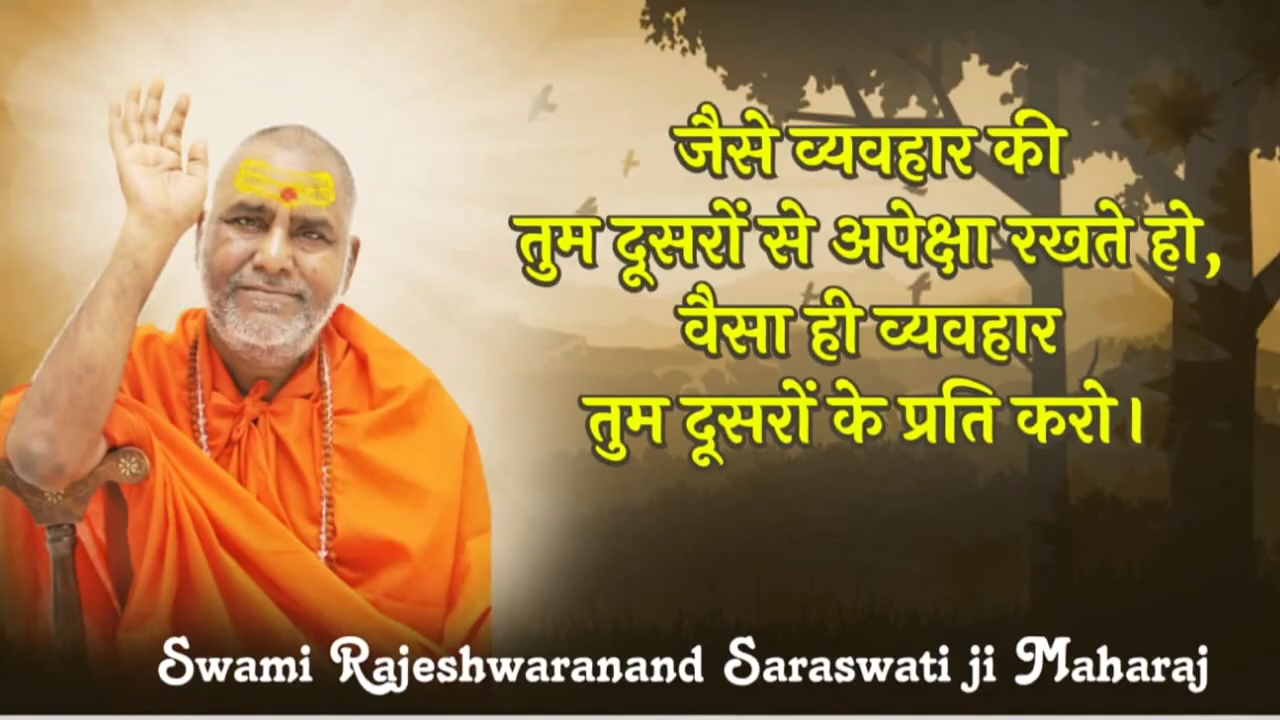 जैसे व्यवहार की
तुम दूसरों से अपेक्षा रखते हो,
वैसा ही व्यवहार
तुम दूसरों के प्रति करो।
Swami Rajeshwaranand Saraswati ji Maharaj